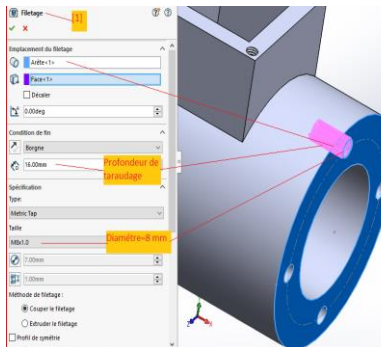 Filetage
[1]
Emplacement du filetage
Arête<1>
Face<1>
Décaler
0.00deg
Condition de fin
Borgne
16.00mm
Profondeur de
taraudage
Spécification
Type:
Metric Tap
Taille
M8x1.0
Diamétre=8 mm
7.00mm
1.00mm
Méthode de filetage :
Couper le filetage
Extruder le filetage
Profil de symétrie